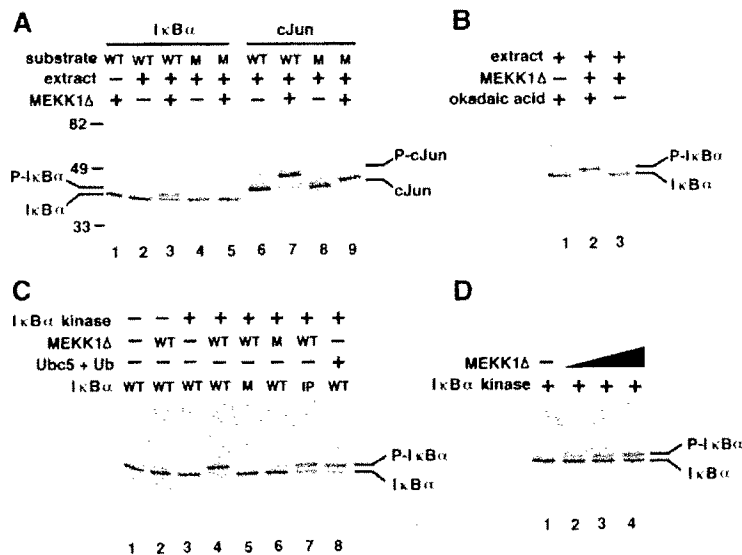 A
IκBα cJun
substrate WT WT WT M M WT WT M M
extract − + + + + + + + +
MEKK1Δ + − + − + − + − +
82
49
33
P-IκBα
IκBα
P-cJun
cJun
1 2 3 4 5 6 7 8 9
B
extract + + +
MEKK1Δ − + +
okadaic acid + + −
P-IκBα
IκBα
1 2 3
C
IκBα kinase − − + + + + + +
MEKK1Δ − WT − WT WT M WT −
Ubc5 + Ub − − − − − − − +
IκBα WT WT WT WT M WT IP WT
P-IκBα
IκBα
1 2 3 4 5 6 7 8
D
MEKK1Δ −
IκBα kinase + + + +
P-IκBα
IκBα
1 2 3 4